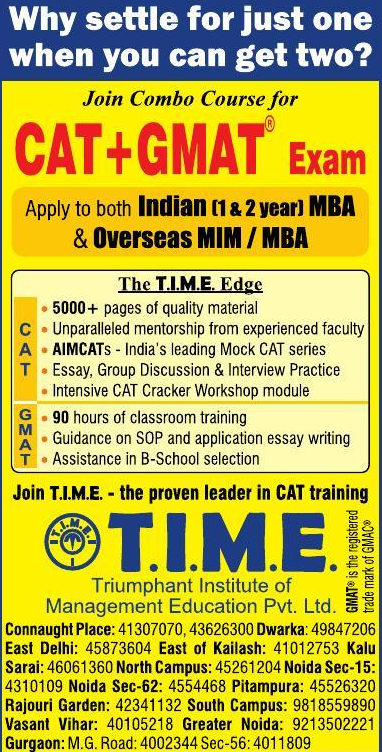 Why settle for just one
when you can get two?
Join Combo Course for
CAT+GMAT® Exam
Apply to both Indian (1 & 2 year) MBA
& Overseas MIM / MBA
The T.I.M.E. Edge
CAT
• 5000+ pages of quality material
• Unparalleled mentorship from experienced faculty
• AIMCATs - India's leading Mock CAT series
• Essay, Group Discussion & Interview Practice
• Intensive CAT Cracker Workshop module
GMAT
• 90 hours of classroom training
• Guidance on SOP and application essay writing
• Assistance in B-School selection
Join T.I.M.E. - the proven leader in CAT training
T.I.M.E.
T.I.M.E.
Triumphant Institute of
Management Education Pvt. Ltd.
GMAT® is the registered
trade mark of GMAC®
Connaught Place: 41307070, 43626300 Dwarka: 49847206
East Delhi: 45873604 East of Kailash: 41012753 Kalu
Sarai: 46061360 North Campus: 45261204 Noida Sec-15:
4310109 Noida Sec-62: 4554468 Pitampura: 45526320
Rajouri Garden: 42341132 South Campus: 9818559890
Vasant Vihar: 40105218 Greater Noida: 9213502221
Gurgaon: M.G. Road: 4002344 Sec-56: 4011809